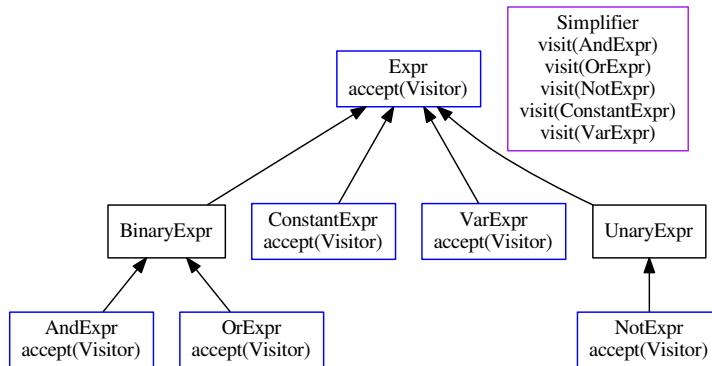 Expr
accept(Visitor)
Simplifier
visit(AndExpr)
visit(OrExpr)
visit(NotExpr)
visit(ConstantExpr)
visit(VarExpr)
BinaryExpr
ConstantExpr
accept(Visitor)
VarExpr
accept(Visitor)
UnaryExpr
AndExpr
accept(Visitor)
OrExpr
accept(Visitor)
NotExpr
accept(Visitor)